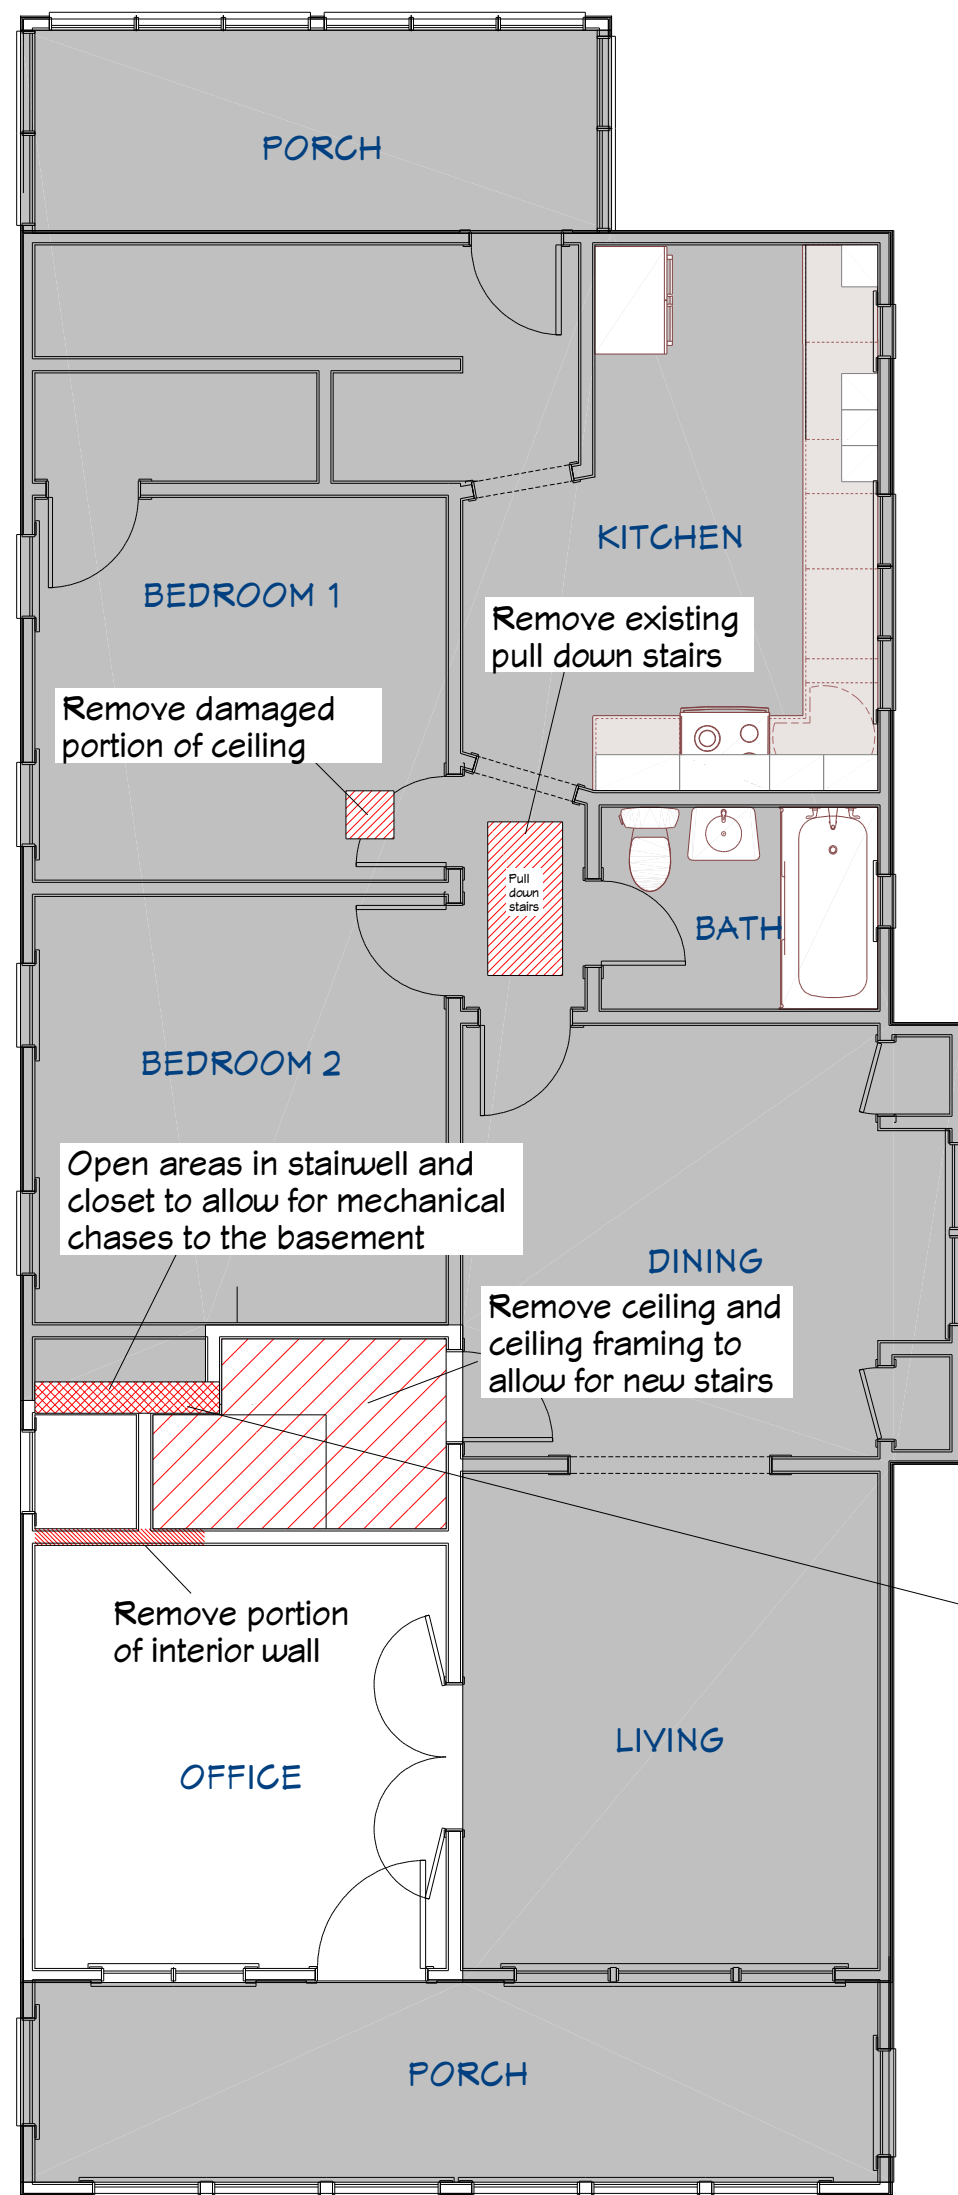 PORCH
KITCHEN
BEDROOM 1
Remove existing
pull down stairs
Remove damaged
portion of ceiling
Pull
down
stairs
BATH
BEDROOM 2
Open areas in stairwell and
closet to allow for mechanical
chases to the basement
DINING
Remove ceiling and
ceiling framing to
allow for new stairs
Remove portion
of interior wall
LIVING
OFFICE
PORCH